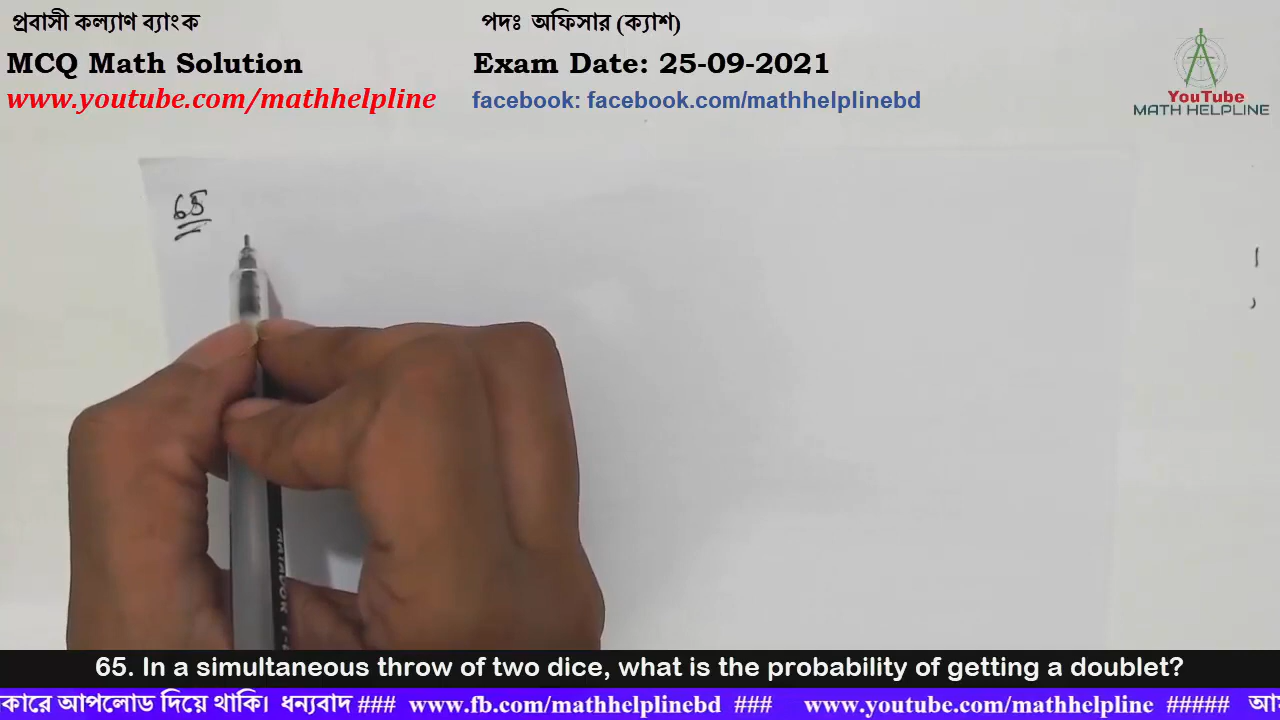 প্রবাসী কল্যাণ ব্যাংক
পদঃ অফিসার (ক্যাশ)
MCQ Math Solution
Exam Date: 25-09-2021
www.youtube.com/mathhelpline
facebook: facebook.com/mathhelplinebd
YouTube
MATH HELPLINE
65
MATADOR
65. In a simultaneous throw of two dice, what is the probability of getting a doublet?
কারে আপলোড দিয়ে থাকি। ধন্যবাদ ### www.fb.com/mathhelplinebd ### www.youtube.com/mathhelpline #####